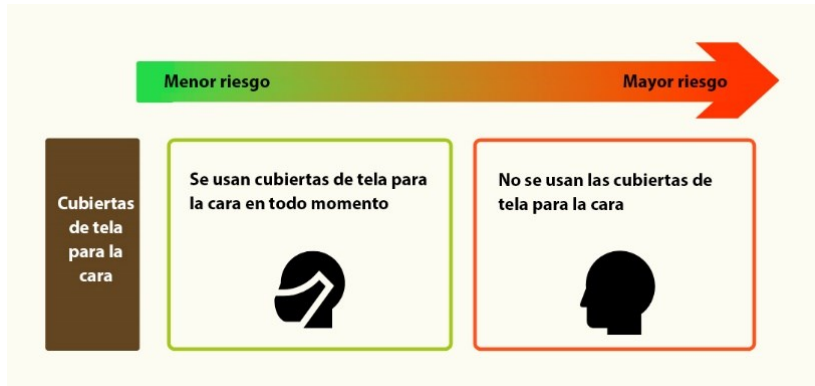 Menor riesgo
Mayor riesgo
Cubiertas
de tela
para la
cara
Se usan cubiertas de tela para
la cara en todo momento
No se usan las cubiertas de
tela para la cara